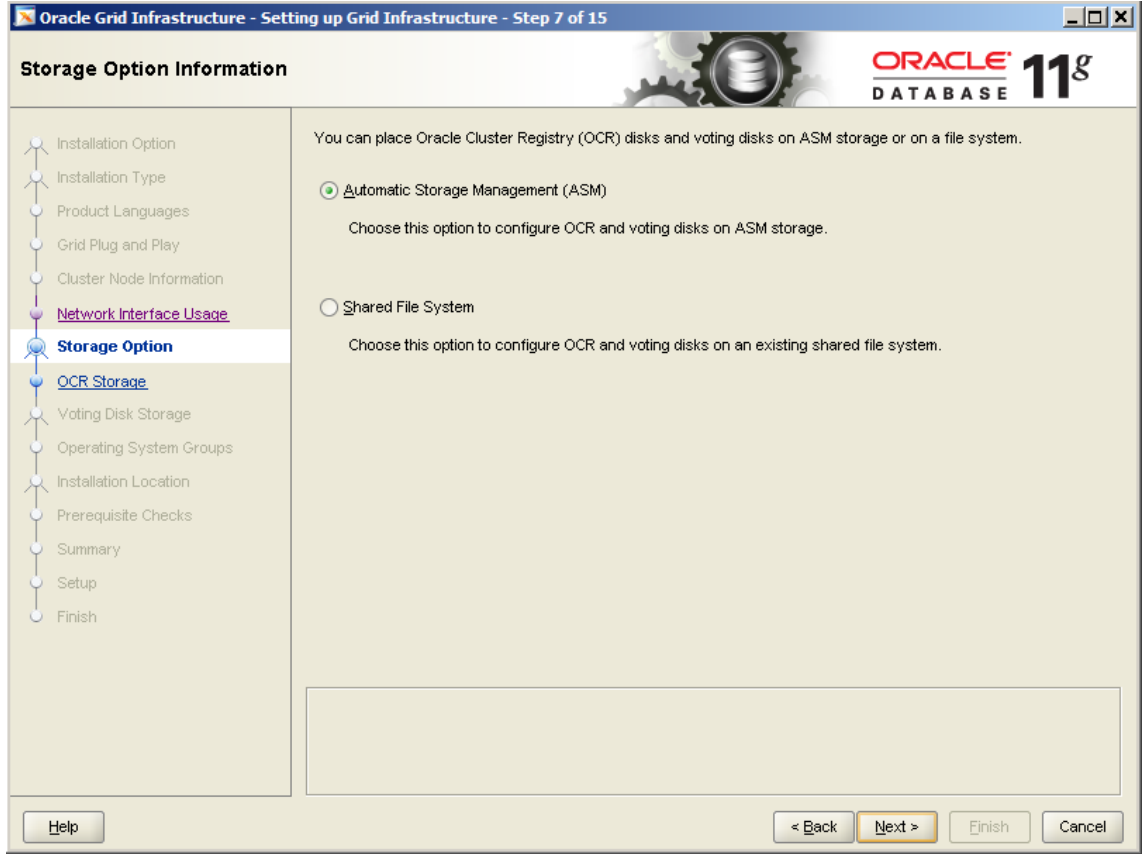 Oracle Grid Infrastructure - Setting up Grid Infrastructure - Step 7 of 15
Storage Option Information
ORACLE
DATABASE
11g
Installation Option
Installation Type
Product Languages
Grid Plug and Play
Cluster Node Information
Network Interface Usage
Storage Option
OCR Storage
Voting Disk Storage
Operating System Groups
Installation Location
Prerequisite Checks
Summary
Setup
Finish
You can place Oracle Cluster Registry (OCR) disks and voting disks on ASM storage or on a file system.
Automatic Storage Management (ASM)
Choose this option to configure OCR and voting disks on ASM storage.
Shared File System
Choose this option to configure OCR and voting disks on an existing shared file system.
Help
< Back
Next >
Finish
Cancel